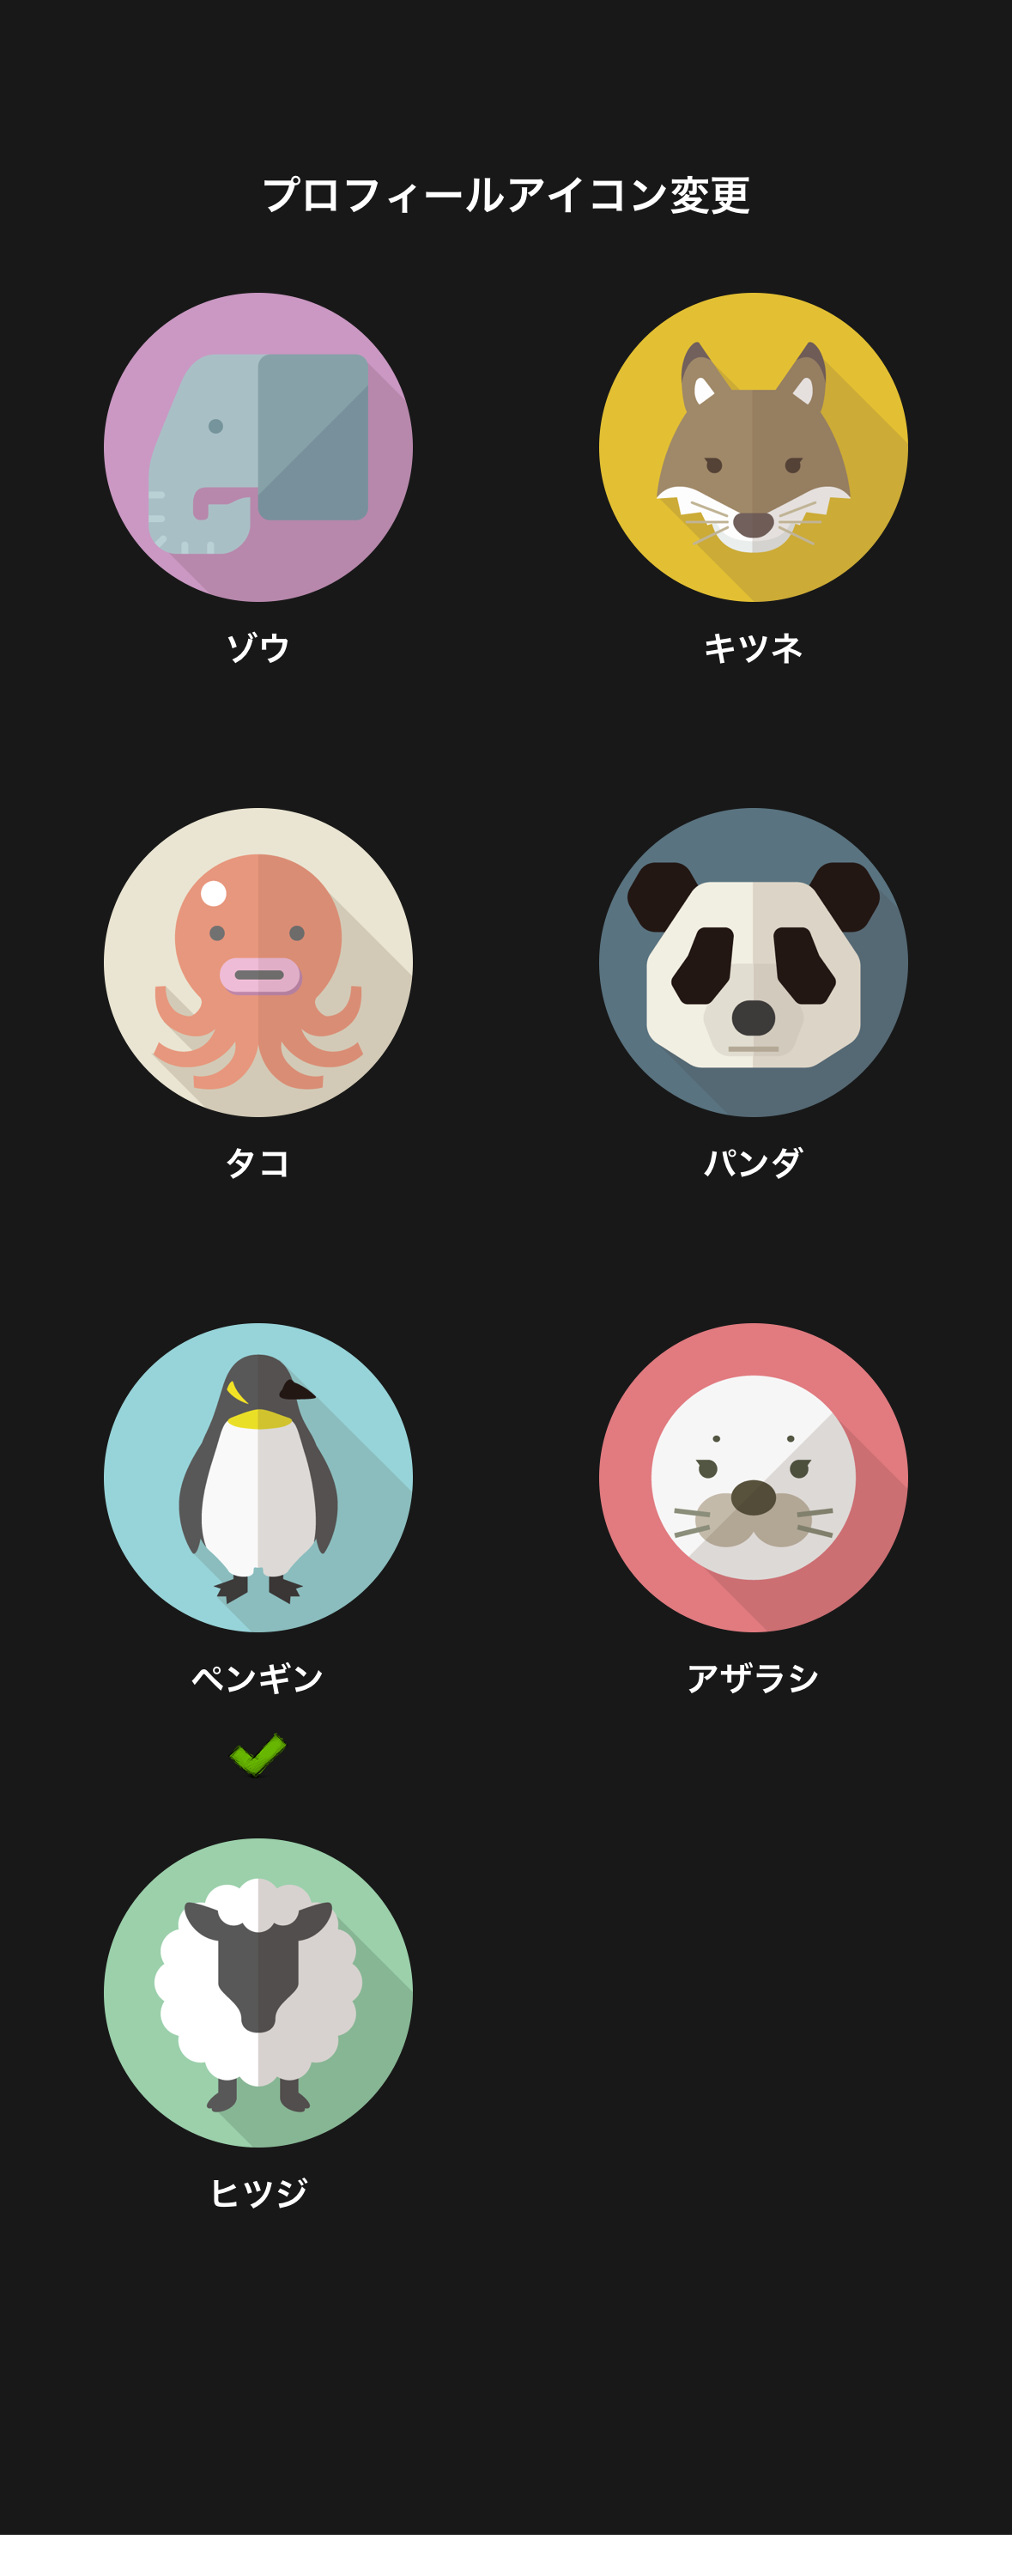 プロフィールアイコン変更
ゾウ
キツネ
タコ
パンダ
ペンギン
アザラシ
ヒツジ